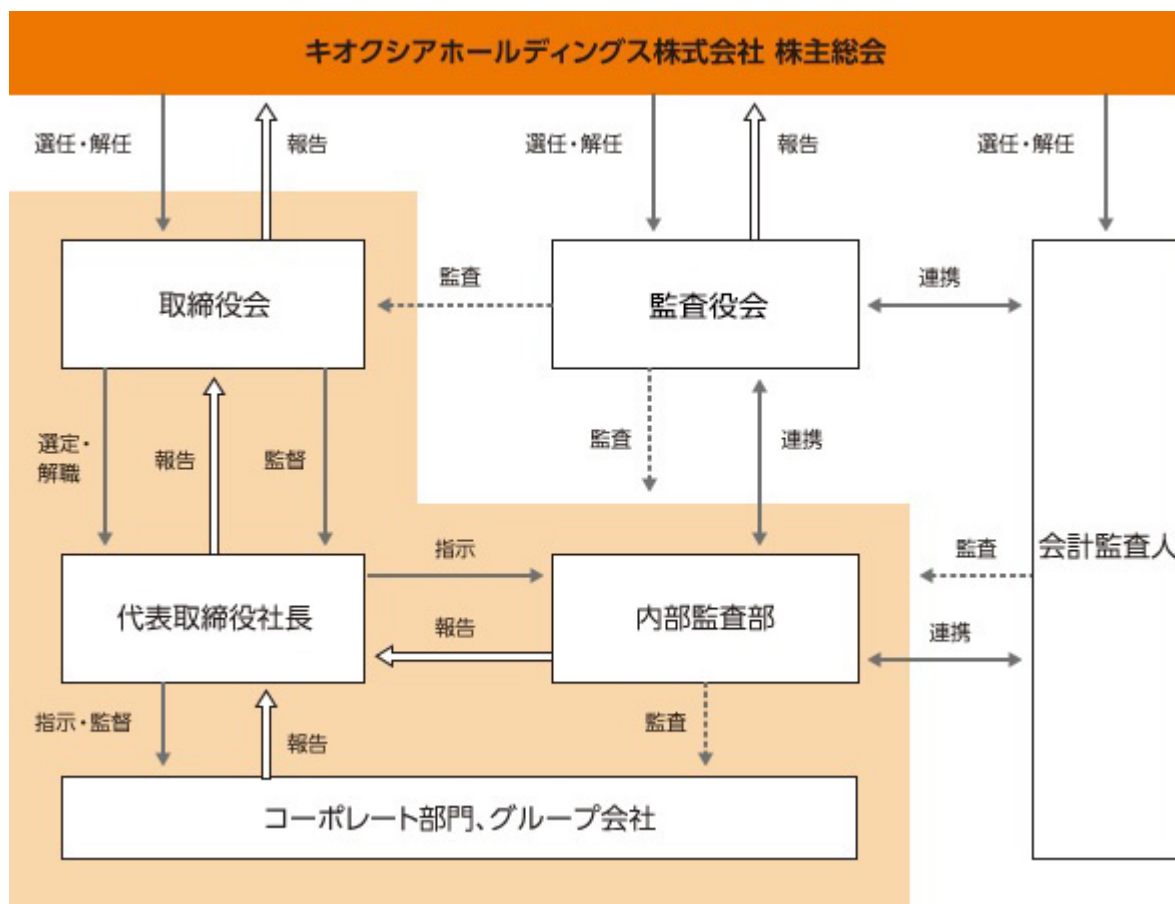 キオクシアホールディングス株式会社 株主総会
選任・解任
報告
選任・解任
報告
選任・解任
取締役会
監査
監査役会
連携
選定・
解職
報告
監督
監査
連携
代表取締役社長
指示
報告
内部監査部
監査
連携
会計監査人
指示・監督
報告
監査
コーポレート部門、グループ会社